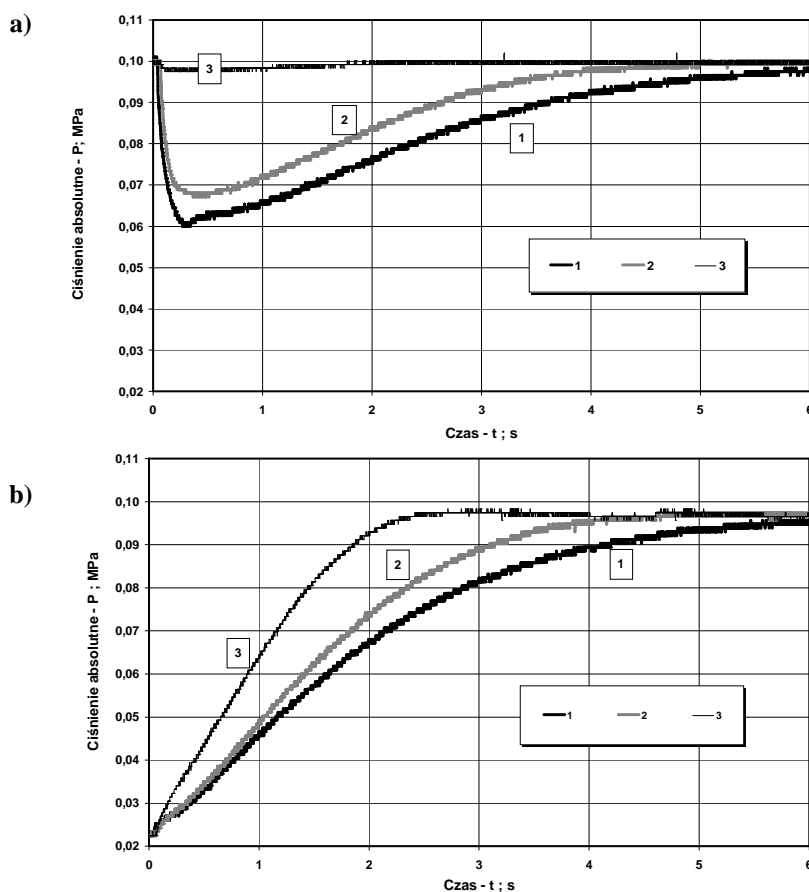 a)
Ciśnienie absolutne - P; MPa
0,11
0,10
0,09
0,08
0,07
0,06
0,05
0,04
0,03
0,02
3
2
1
1 2 3
0 1 2 3 4 5 6
Czas - t ; s
b)
Ciśnienie absolutne - P ; MPa
0,11
0,10
0,09
0,08
0,07
0,06
0,05
0,04
0,03
0,02
2
1
3
1 2 3
0 1 2 3 4 5 6
Czas - t ; s